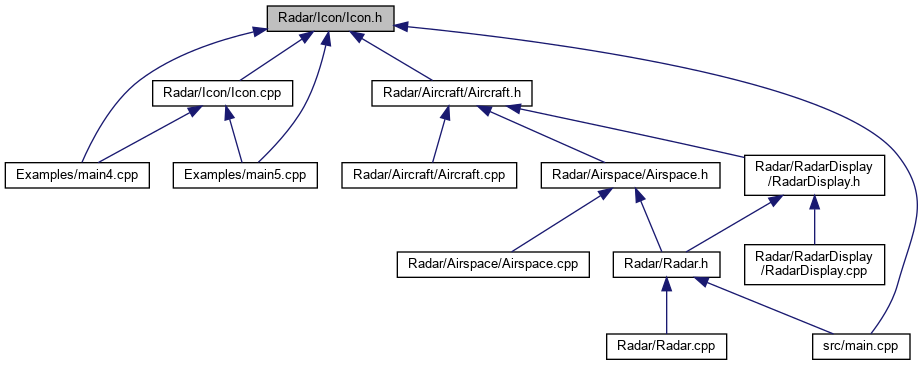 Radar/Icon/Icon.h
Radar/Icon/Icon.cpp
Radar/Aircraft/Aircraft.h
Examples/main4.cpp
Examples/main5.cpp
Radar/Aircraft/Aircraft.cpp
Radar/Airspace/Airspace.h
Radar/RadarDisplay
/RadarDisplay.h
Radar/Airspace/Airspace.cpp
Radar/Radar.h
Radar/RadarDisplay
/RadarDisplay.cpp
Radar/Radar.cpp
src/main.cpp